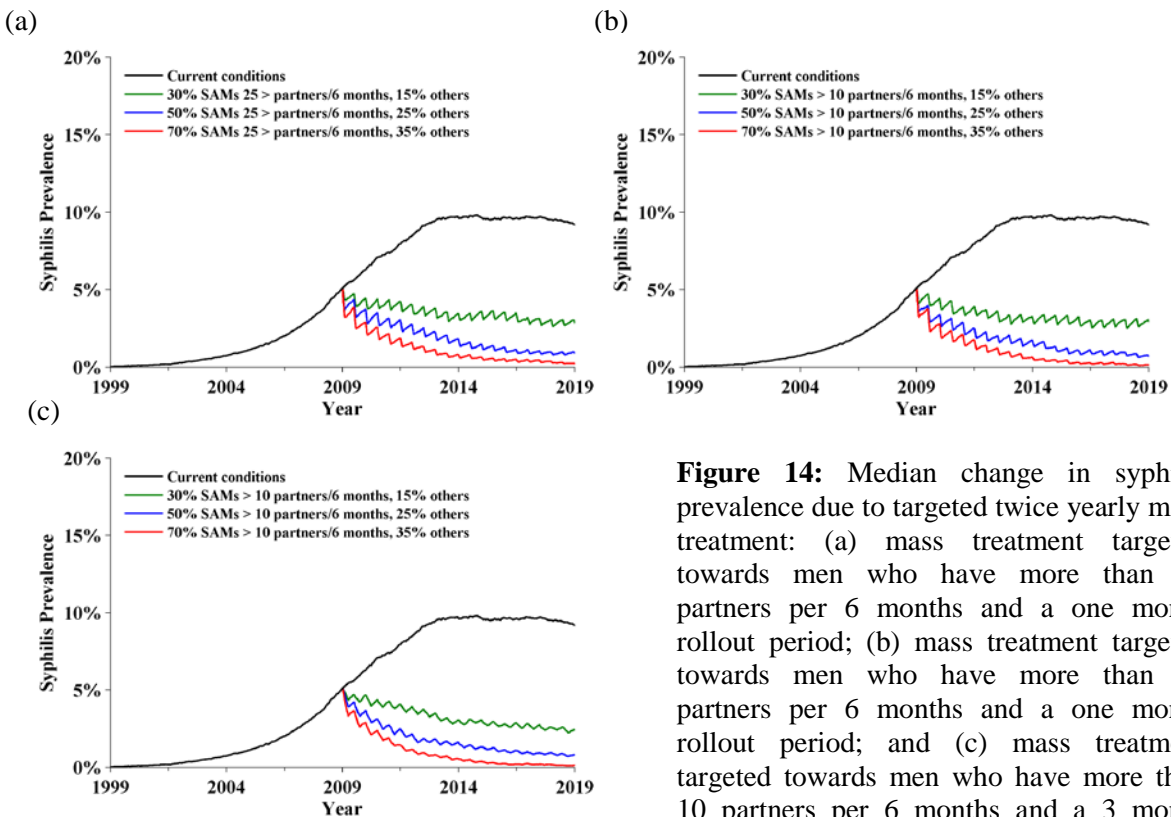 (a)
20%
15%
10%
5%
0%
Syphilis Prevalence
Current conditions
30% SAMs 25 > partners/6 months, 15% others
50% SAMs 25 > partners/6 months, 25% others
70% SAMs 25 > partners/6 months, 35% others
1999 2004 2009 2014 2019
Year
(b)
20%
15%
10%
5%
0%
Syphilis Prevalence
Current conditions
30% SAMs > 10 partners/6 months, 15% others
50% SAMs > 10 partners/6 months, 25% others
70% SAMs > 10 partners/6 months, 35% others
1999 2004 2009 2014 2019
Year
(c)
20%
15%
10%
5%
0%
Syphilis Prevalence
Current conditions
30% SAMs > 10 partners/6 months, 15% others
50% SAMs > 10 partners/6 months, 25% others
70% SAMs > 10 partners/6 months, 35% others
1999 2004 2009 2014 2019
Year
Figure 14: Median change in syph
prevalence due to targeted twice yearly m
treatment: (a) mass treatment targe
towards men who have more than
partners per 6 months and a one mon
rollout period; (b) mass treatment targe
towards men who have more than
partners per 6 months and a one mon
rollout period; and (c) mass treatm
targeted towards men who have more th
10 partners per 6 months and a 3 mon